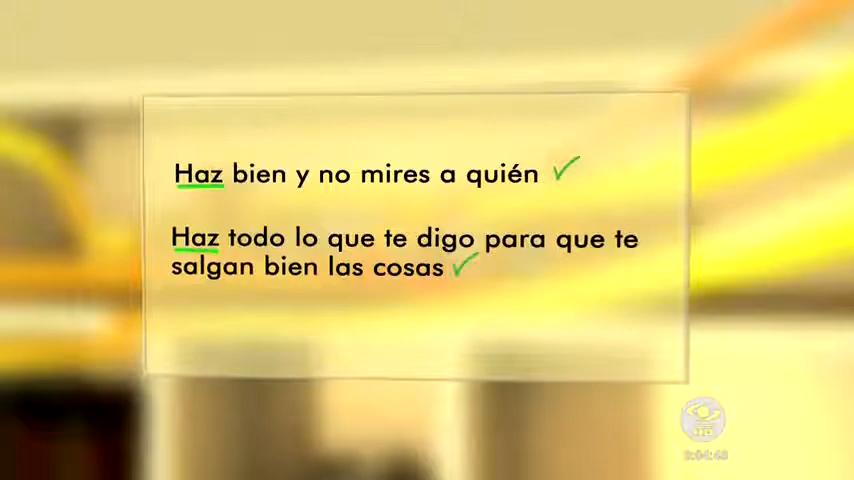 Haz bien y no mires a quién
Haz todo lo que te digo para que te
salgan bien las cosas